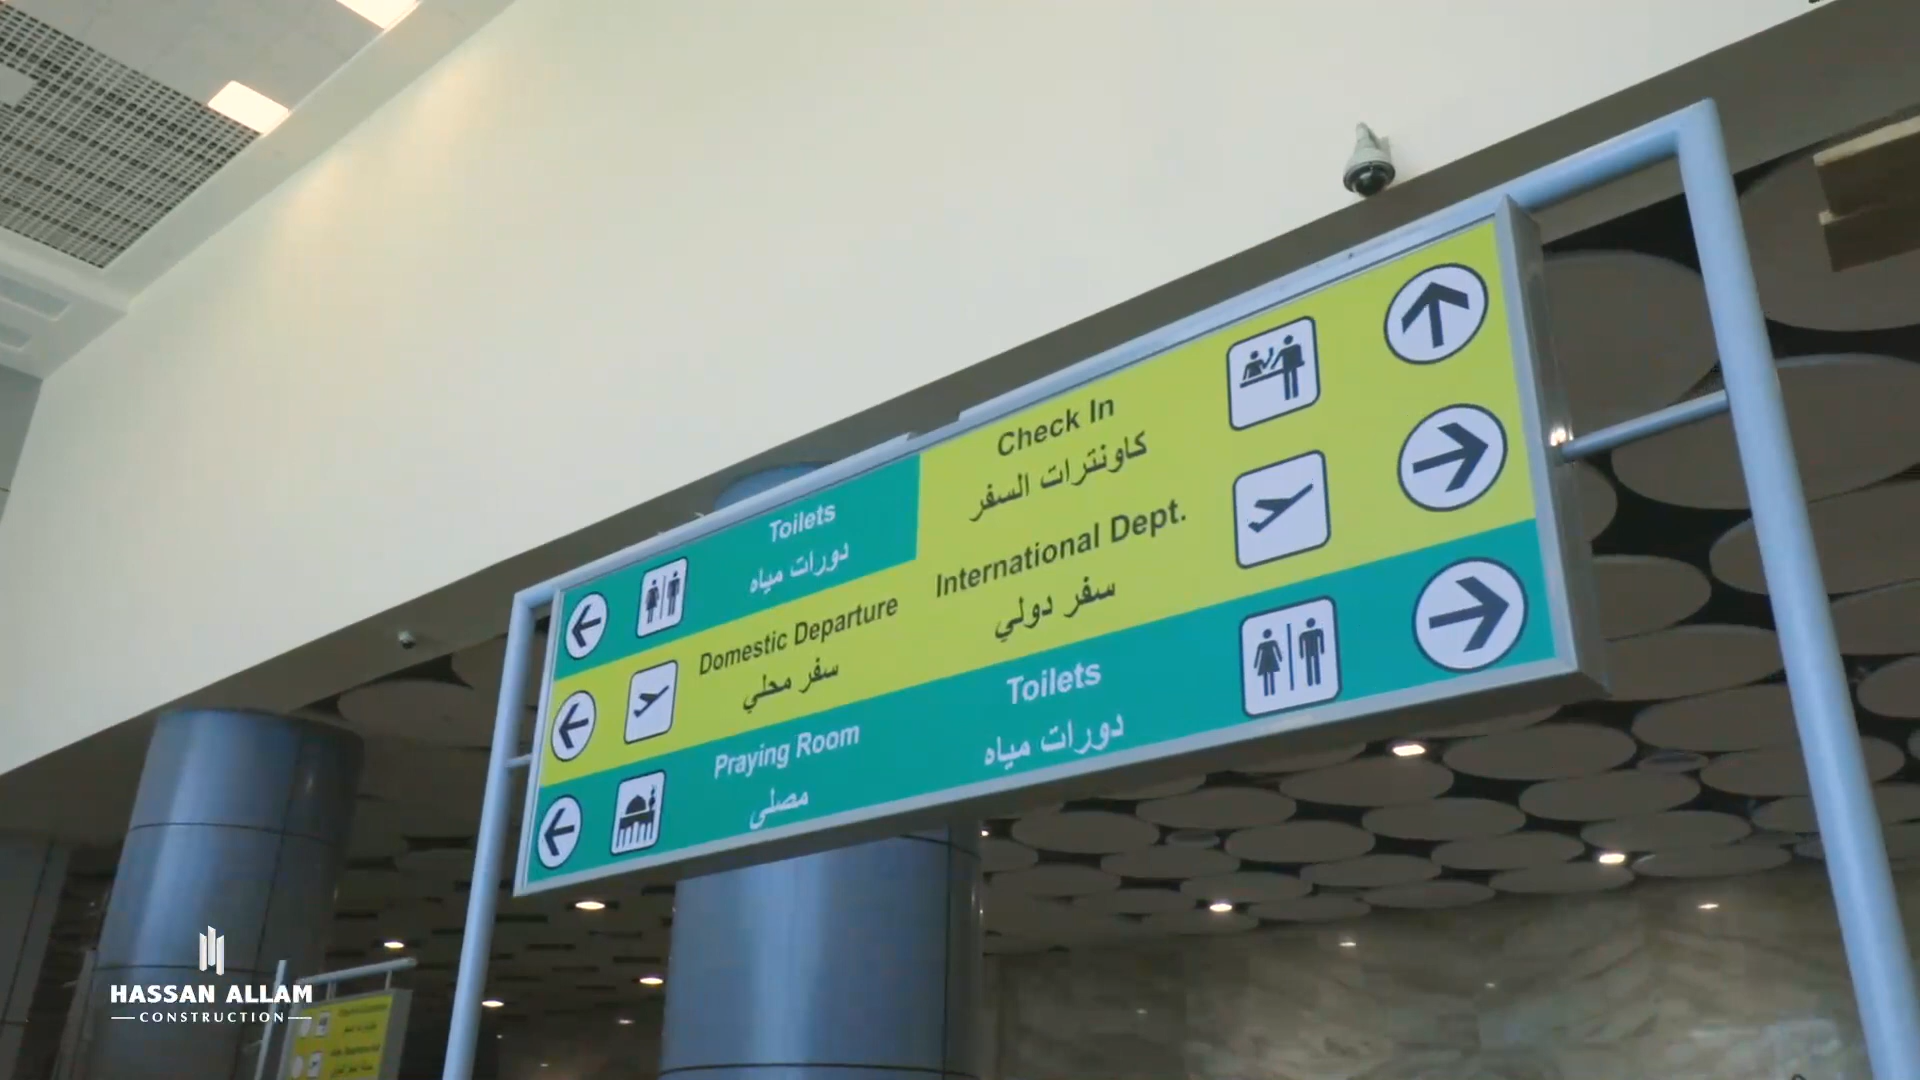 Toilets
دورات مياه
Domestic Departure
سفر محلي
Praying Room
مصلى
Check In
كاونترات السفر
International Dept.
سفر دولي
Toilets
دورات مياه
HASSAN ALLAM
CONSTRUCTION